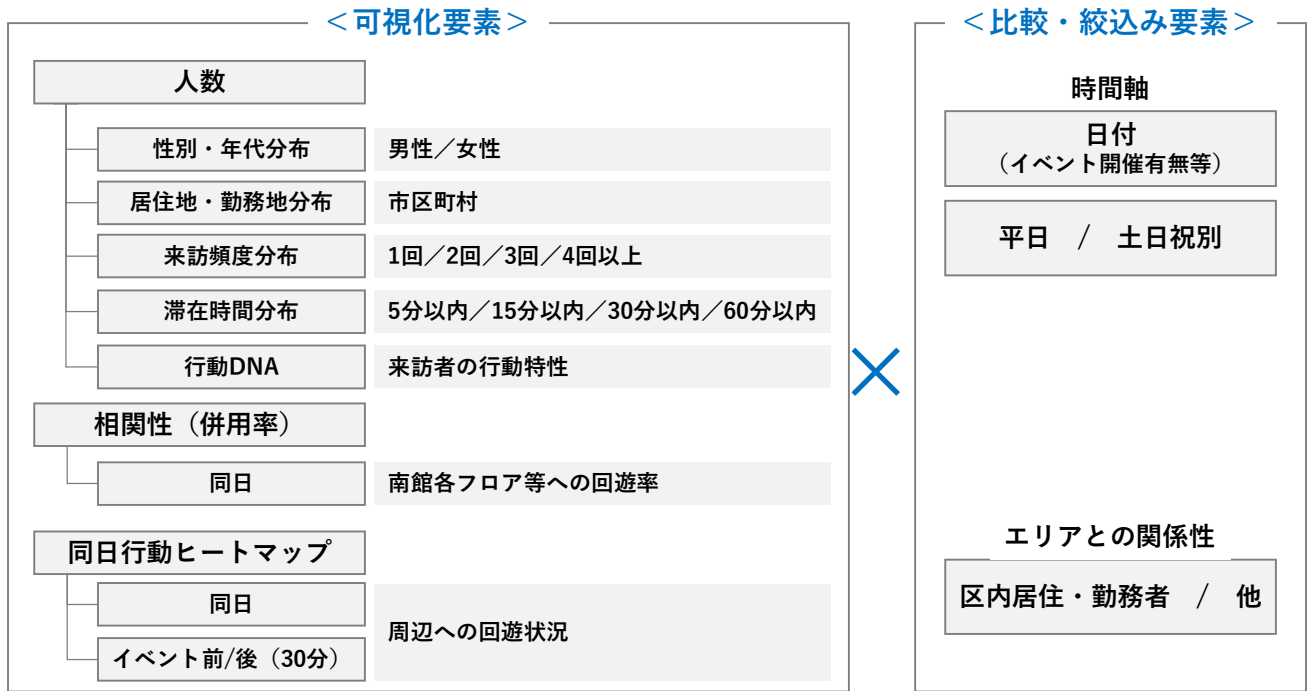 ＜可視化要素＞
人数
性別・年代分布
男性／女性
居住地・勤務地分布
市区町村
来訪頻度分布
1回／2回／3回／4回以上
滞在時間分布
5分以内／15分以内／30分以内／60分以内
行動DNA
来訪者の行動特性
相関性（併用率）
同日
南館各フロア等への回遊率
同日行動ヒートマップ
同日
イベント前/後（30分）
周辺への回遊状況
×
＜比較・絞込み要素＞
時間軸
日付
（イベント開催有無等）
平日　/　土日祝別
エリアとの関係性
区内居住・勤務者　/　他